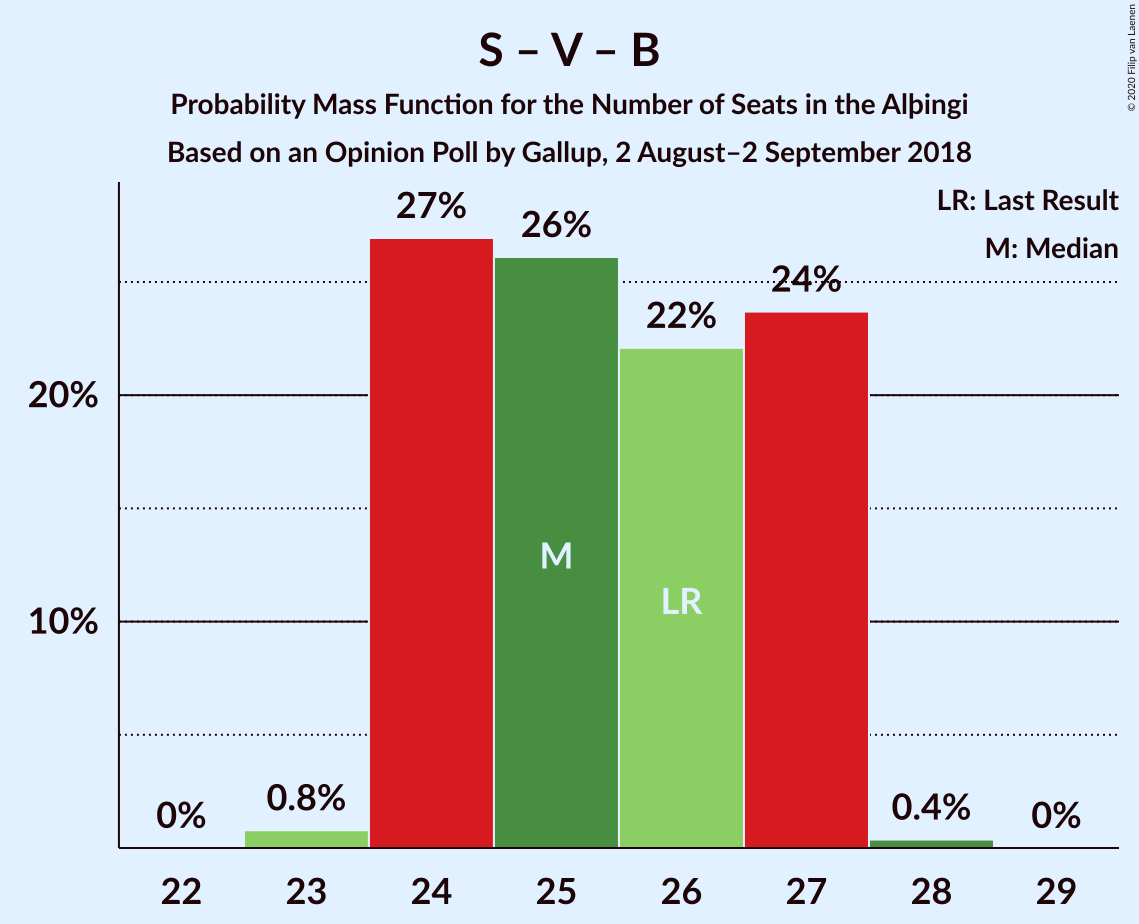 S – V – B
Probability Mass Function for the Number of Seats in the Alþingi
Based on an Opinion Poll by Gallup, 2 August–2 September 2018
© 2020 Filip van Laenen
LR: Last Result
M: Median
27%
26%
24%
22%
20%
10%
M
LR
0%
0.8%
0.4%
0%
22 23 24 25 26 27 28 29